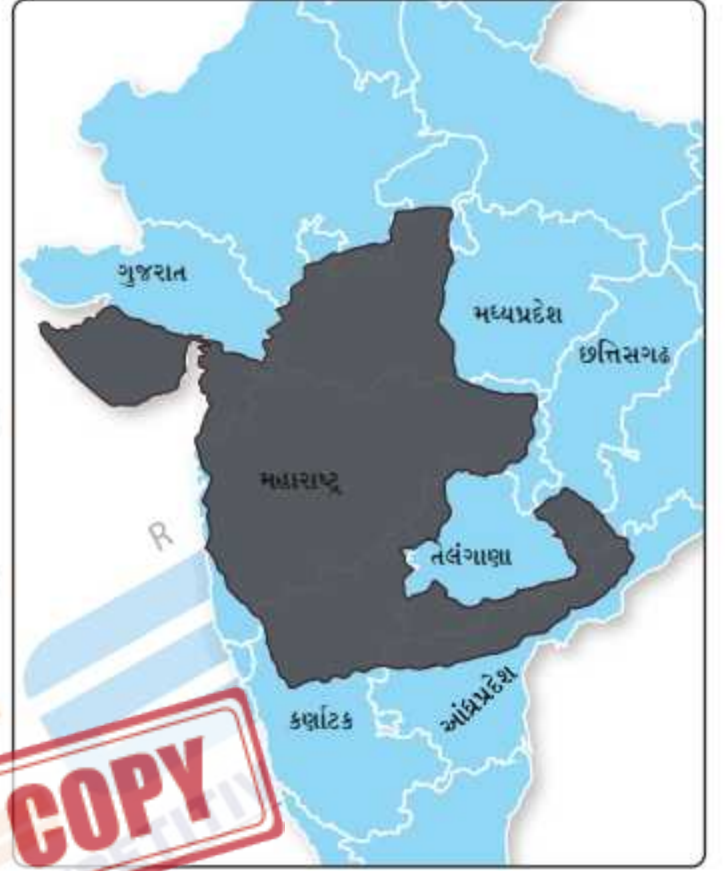 ગુજરાત
મધ્યપ્રદેશ
છત્તિસગઢ
મહારાષ્ટ્ર
R
તેલંગાણા
કર્ણાટક
આંધ્રપ્રદેશ
COPY